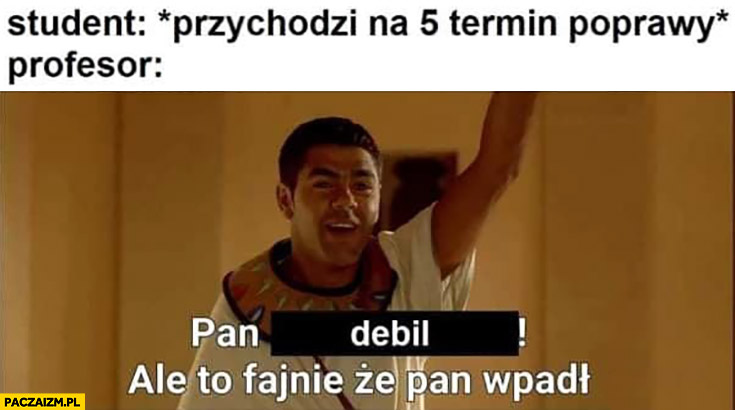 student: *przychodzi na 5 termin poprawy*
profesor:
Pan debil !
Ale to fajnie że pan wpadł
PACZAIZM.PL